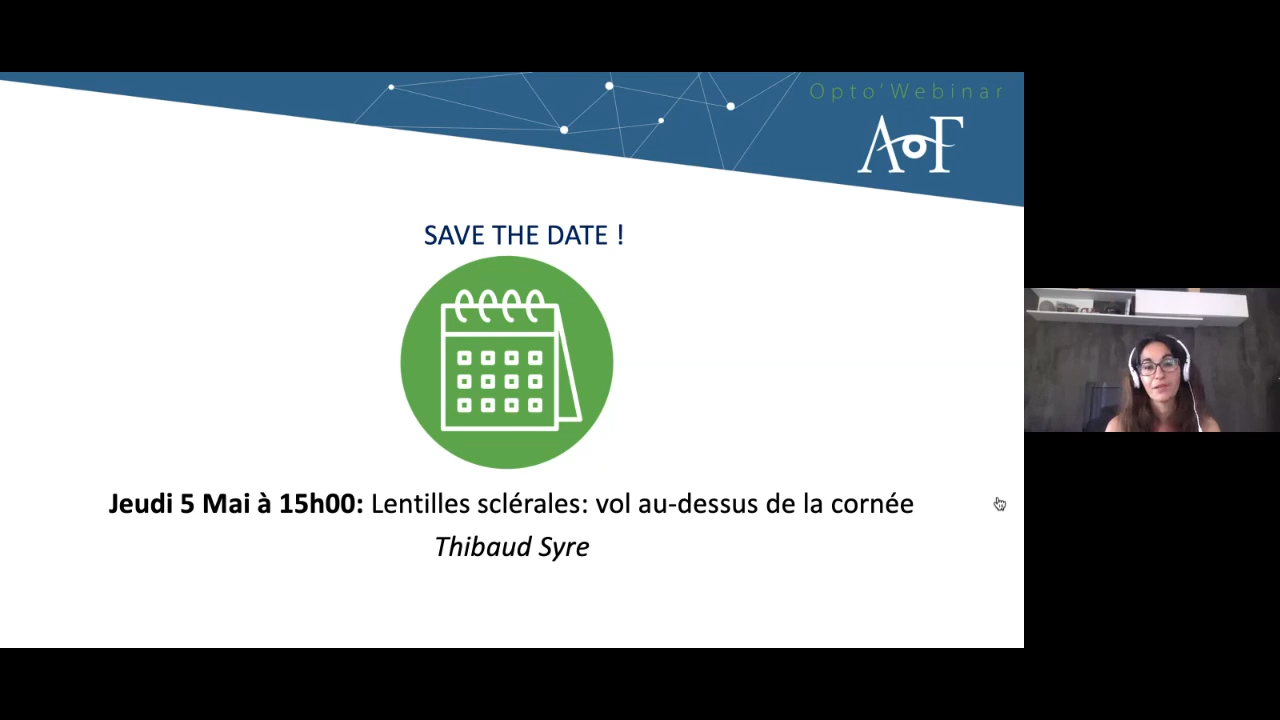 Opto'Webinar
AOF
SAVE THE DATE !
Jeudi 5 Mai à 15h00: Lentilles sclérales: vol au-dessus de la cornée
Thibaud Syre